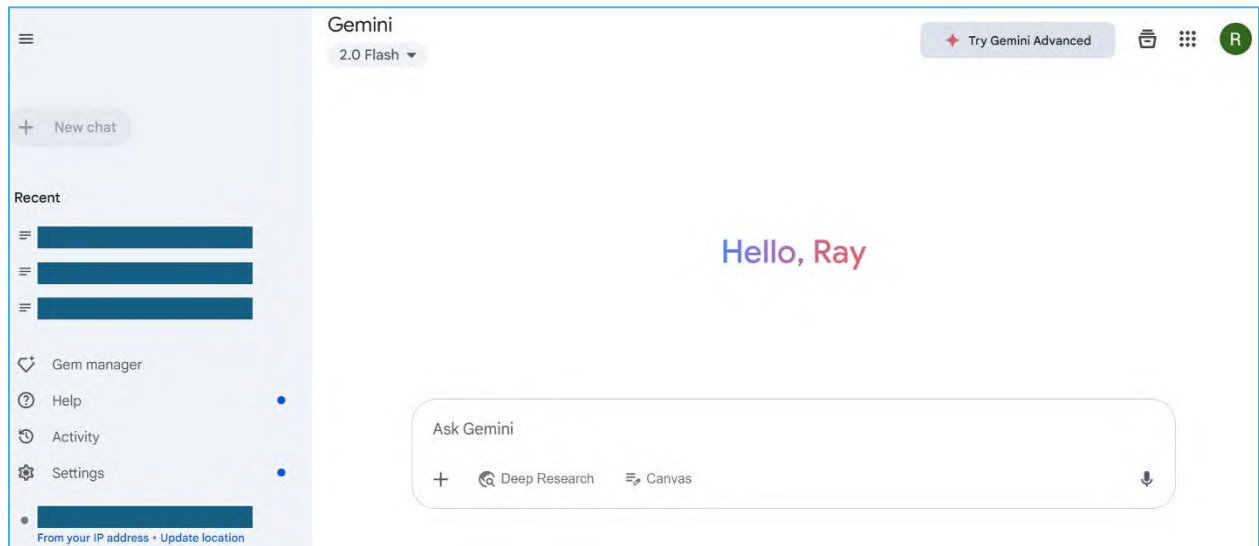 Gemini
2.0 Flash
Try Gemini Advanced
R
New chat
Recent
Gem manager
Help
Activity
Settings
From your IP address • Update location
Hello, Ray
Ask Gemini
Deep Research
Canvas